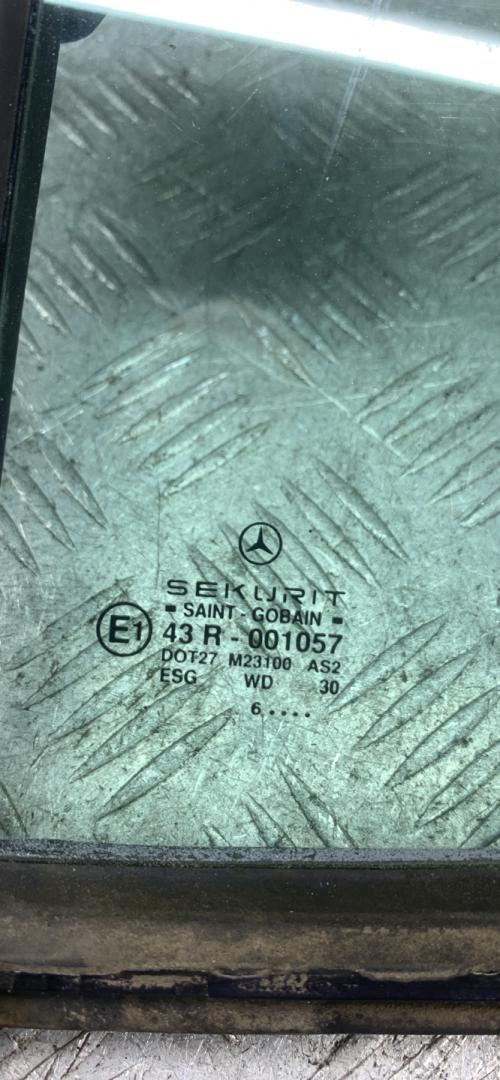 SEKURIT
- SAINT - GOBAIN -
E1 43 R - 001057
DOT27 M23100 AS2
ESG WD 30
6 . . . .